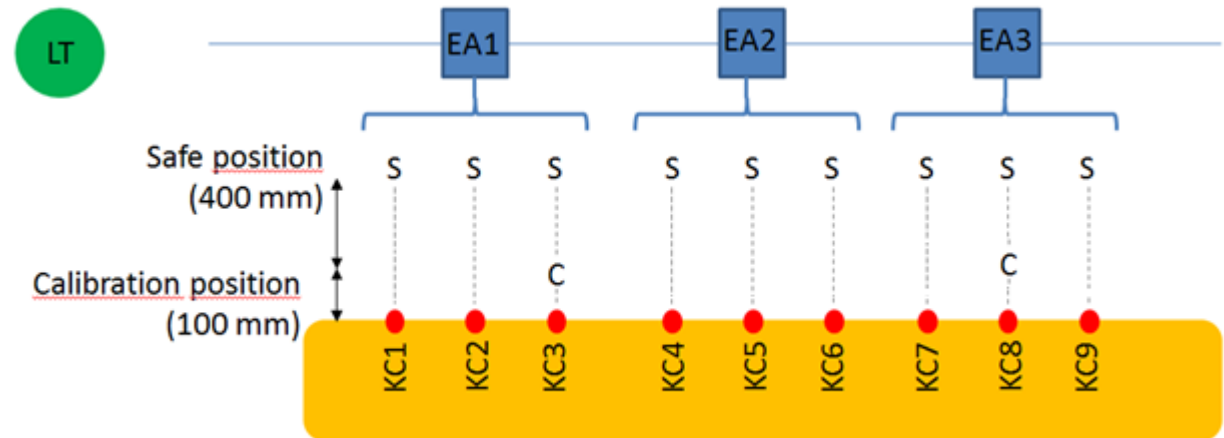 LT
EA1 EA2 EA3
Safe position
(400 mm)
S S S S S S S S S
Calibration position
(100 mm)
C C
KC1 KC2 KC3 KC4 KC5 KC6 KC7 KC8 KC9